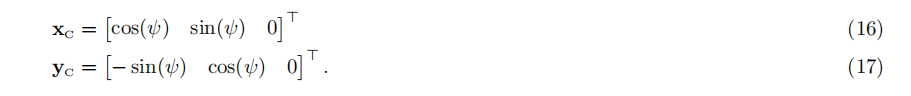 x_C = [cos(ψ) sin(ψ) 0]^⊤ (16)
y_C = [− sin(ψ) cos(ψ) 0]^⊤ . (17)